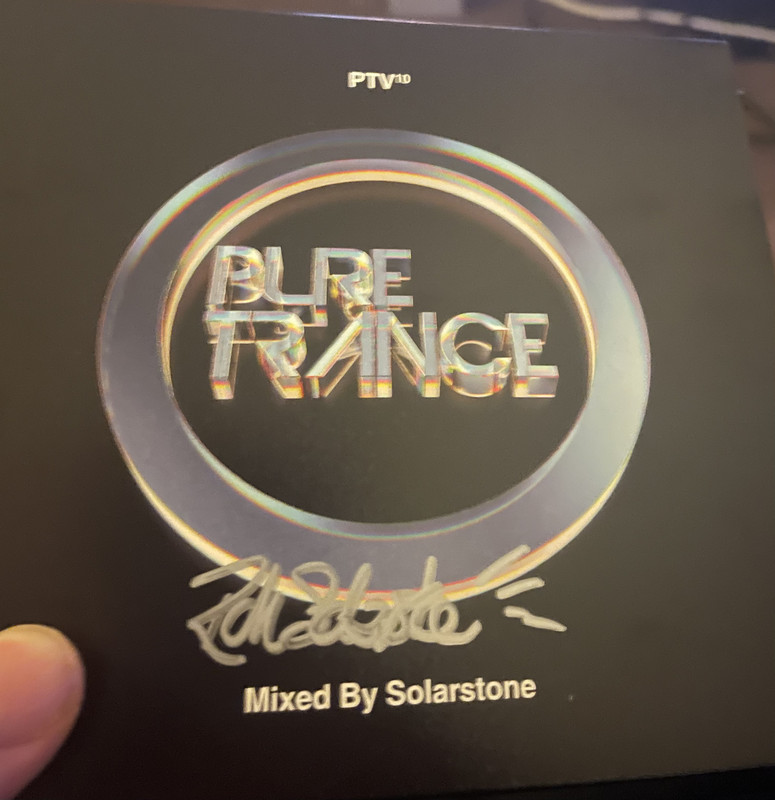 PTV10
PURE
TRANCE
Mixed By Solarstone